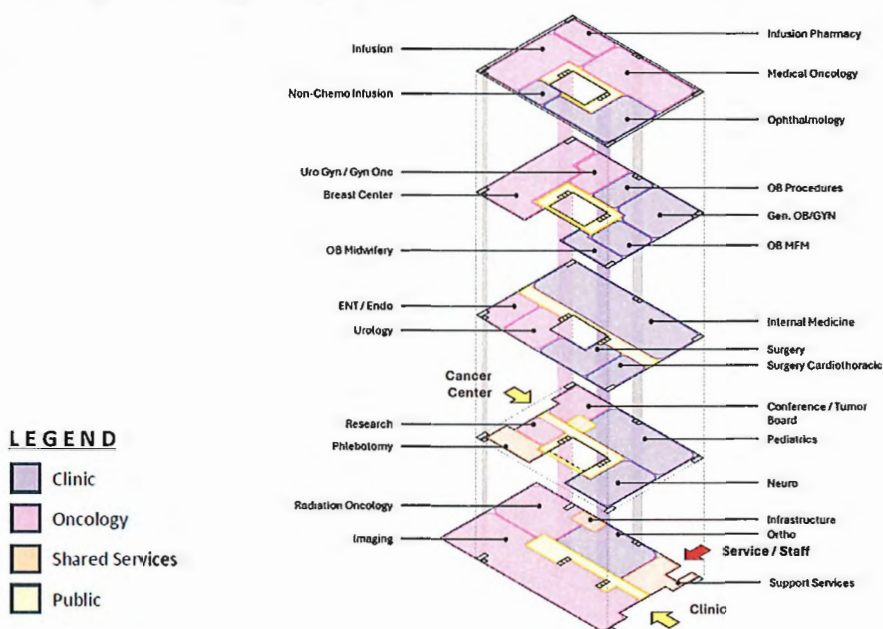 Infusion
Infusion Pharmacy
Medical Oncology
Non-Chemo Infusion
Ophthalmology
Uro Gyn / Gyn Onc
Breast Center
OB Procedures
Gen. OB/GYN
OB MFM
OB Midwifery
ENT / Endo
Urology
Internal Medicine
Surgery
Surgery Cardiothoracic
Cancer
Center
Research
Phlebotomy
Conference / Tumor
Board
Pediatrics
Neuro
Radiation Oncology
Imaging
Infrastructure
Ortho
Service / Staff
Support Services
Clinic
LEGEND
Clinic
Oncology
Shared Services
Public